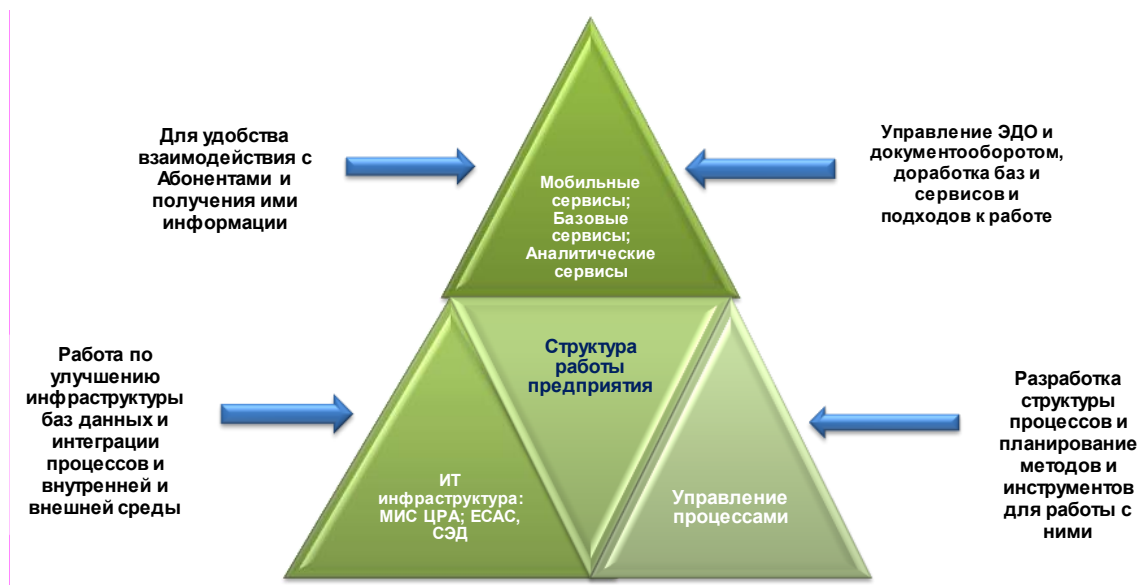 Для удобства
взаимодействия с
Абонентами и
получения ими
информации
Мобильные
сервисы;
Базовые
сервисы;
Аналитические
сервисы
Управление ЭДО и
документооборотом,
доработка баз и
сервисов и
подходов к работе
Работа по
улучшению
инфраструктуры
баз данных и
интеграции
процессов и
внутренней и
внешней среды
ИТ
инфраструктура:
МИС ЦРА; ЕСАС,
СЭД
Структура
работы
предприятия
Управление
процессами
Разработка
структуры
процессов и
планирование
методов и
инструментов
для работы с
ними